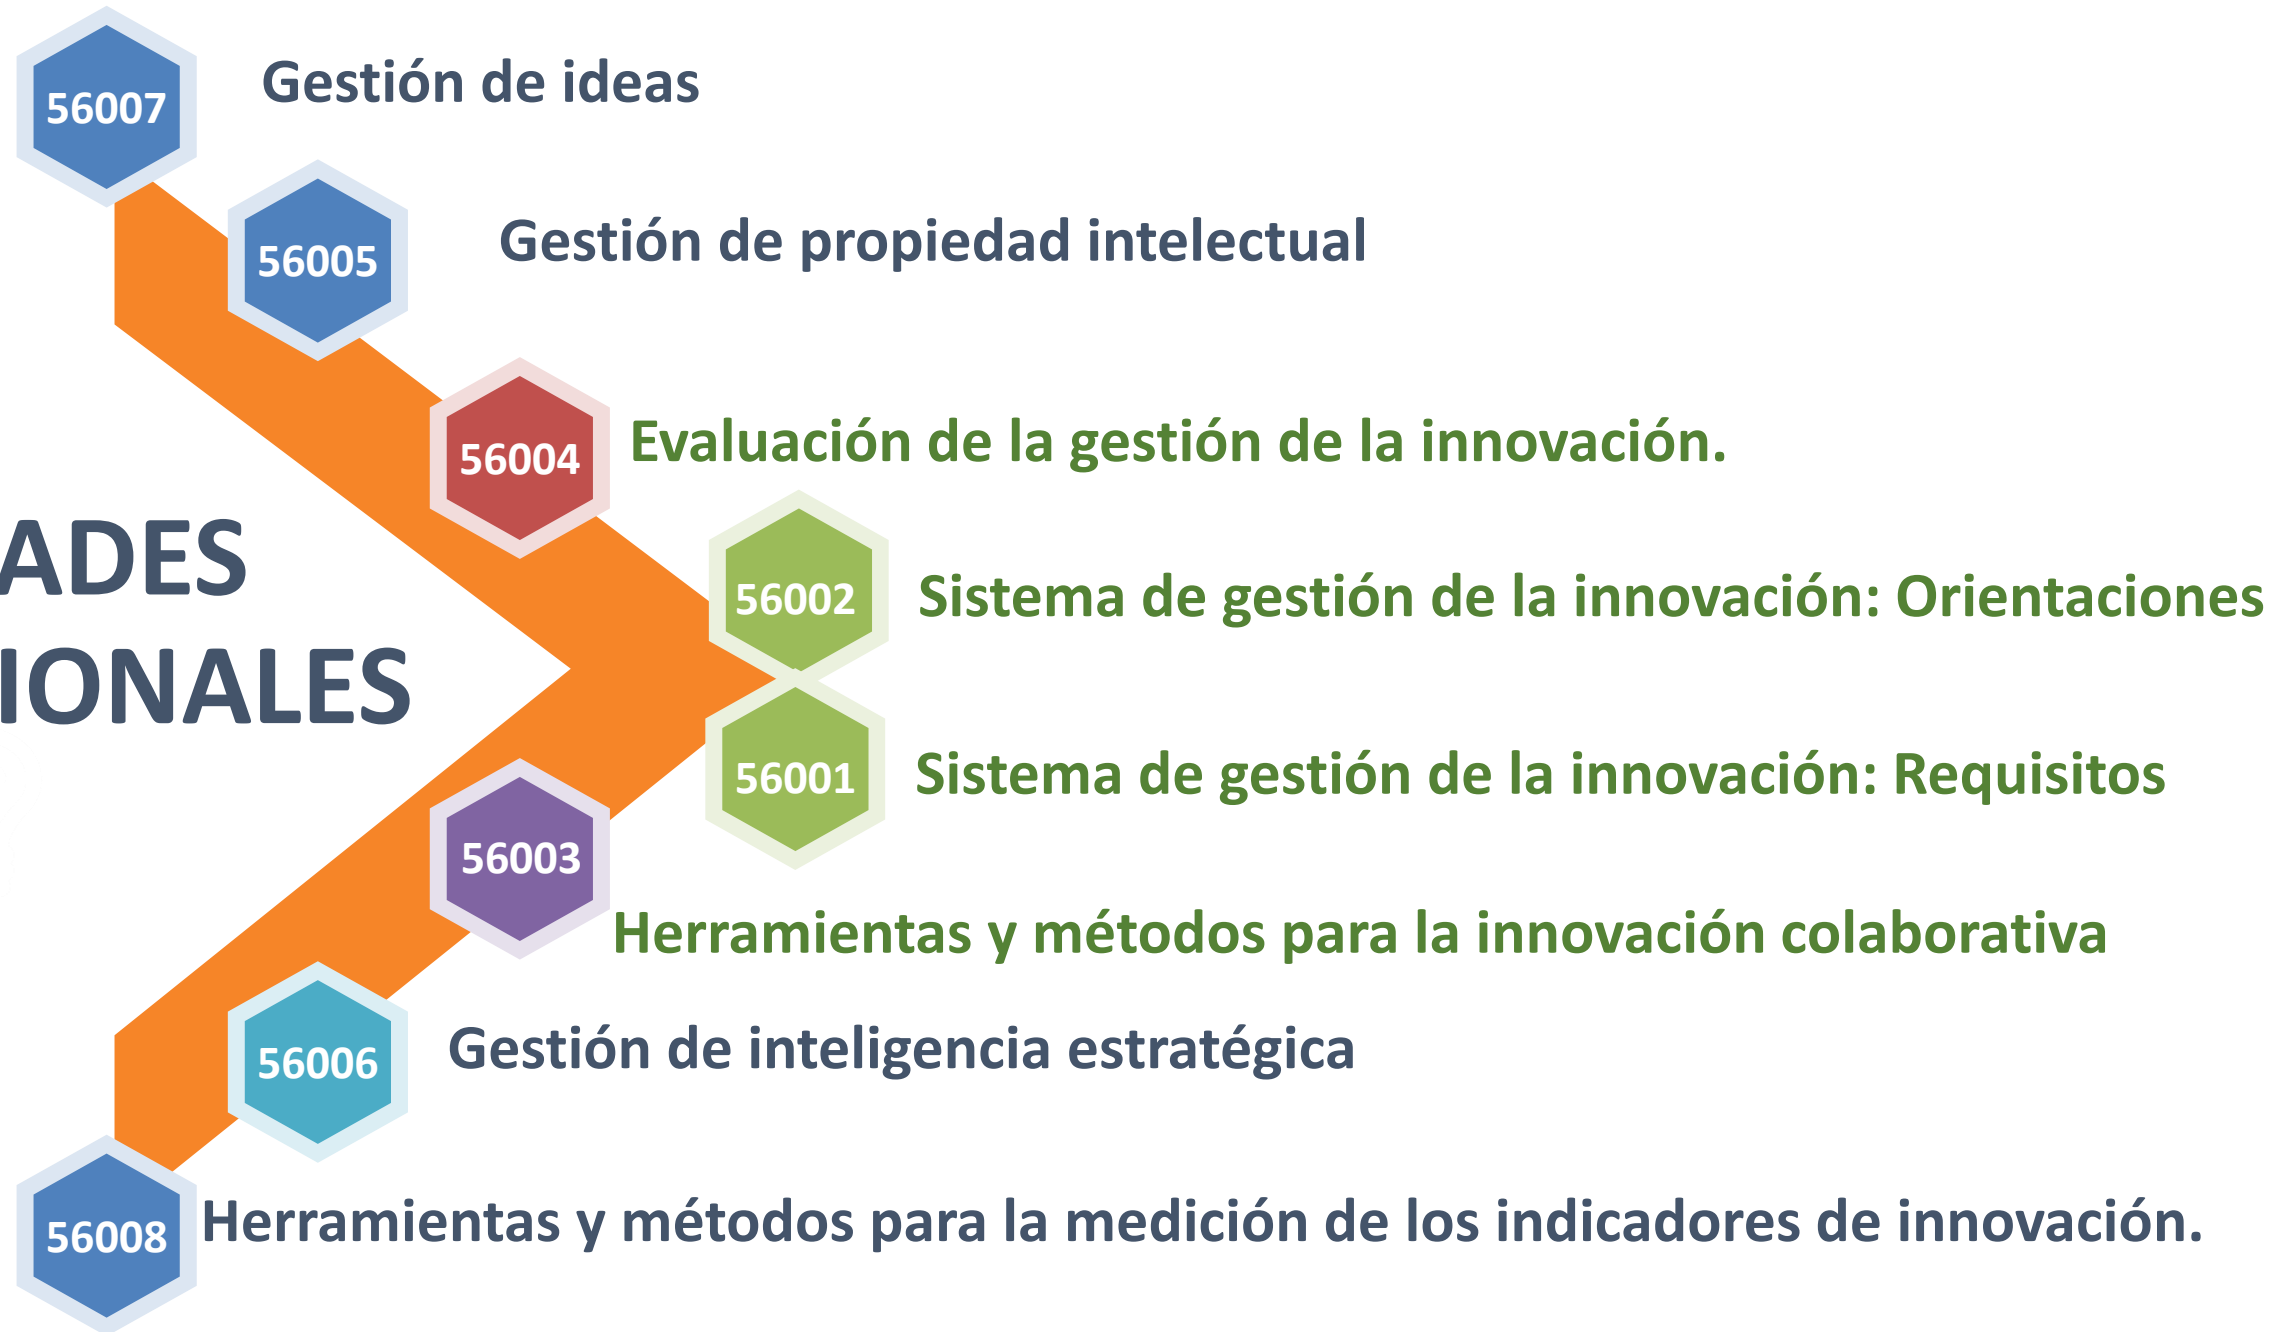 56007
Gestión de ideas
56005
Gestión de propiedad intelectual
56004
Evaluación de la gestión de la innovación.
ADES
IONALES
56002
Sistema de gestión de la innovación: Orientaciones
56001
Sistema de gestión de la innovación: Requisitos
56003
Herramientas y métodos para la innovación colaborativa
56006
Gestión de inteligencia estratégica
56008
Herramientas y métodos para la medición de los indicadores de innovación.